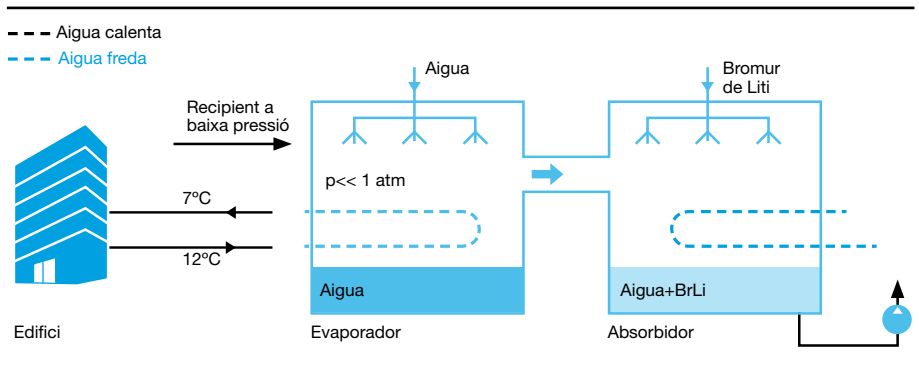 Aigua calenta
Aigua freda
Recipient a
baixa pressió
Aigua
Bromur
de Liti
p<< 1 atm
7ºC
12ºC
Aigua
Aigua+BrLi
Edifici
Evaporador
Absorbidor